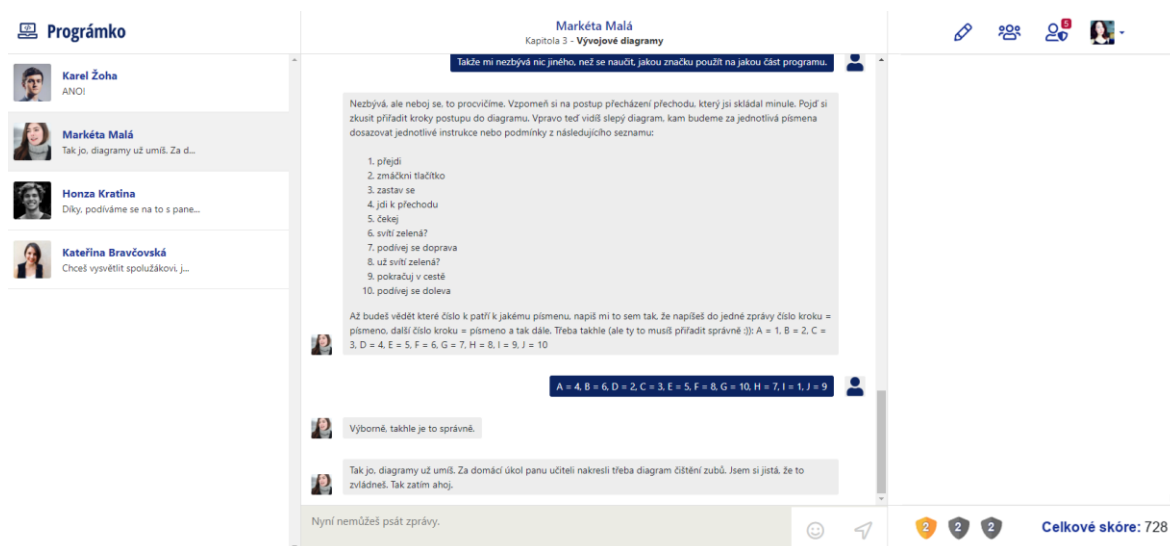 Prográmko
Markéta Malá
Kapitola 3 - Vývojové diagramy
5
Karel Žoha
ANO!
Markéta Malá
Tak jo, diagramy už umíš. Za d...
Honza Kratina
Díky, podíváme se na to s pane...
Kateřina Bravčovská
Chceš vysvětlit spolužákovi, j...
Takže mi nezbývá nic jiného, než se naučit, jakou značku použít na jakou část programu.
Nezbývá, ale neboj se, to procvičíme. Vzpomeň si na postup přecházení přechodu, který jsi skládal minule. Pojď si
zkusit přiřadit kroky postupu do diagramu. Vpravo teď vidíš slepý diagram, kam budeme za jednotlivá písmena
dosazovat jednotlivé instrukce nebo podmínky z následujícího seznamu:
1. přejdi
2. zmáčkni tlačítko
3. zastav se
4. jdi k přechodu
5. čekej
6. svítí zelená?
7. podívej se doprava
8. už svítí zelená?
9. pokračuj v cestě
10. podívej se doleva
Až budeš vědět které číslo k patří k jakému písmenu, napiš mi to sem tak, že napíšeš do jedné zprávy číslo kroku =
písmeno, další číslo kroku = písmeno a tak dále. Třeba takhle (ale ty to musíš přiřadit správně :)): A = 1, B = 2, C =
3, D = 4, E = 5, F = 6, G = 7, H = 8, I = 9, J = 10
A = 4, B = 6, D = 2, C = 3, E = 5, F = 8, G = 10, H = 7, I = 1, J = 9
Výborně, takhle je to správně.
Tak jo, diagramy už umíš. Za domácí úkol panu učiteli nakresli třeba diagram čištění zubů. Jsem si jistá, že to
zvládneš. Tak zatím ahoj.
Nyní nemůžeš psát zprávy.
2 2 2
Celkové skóre: 728